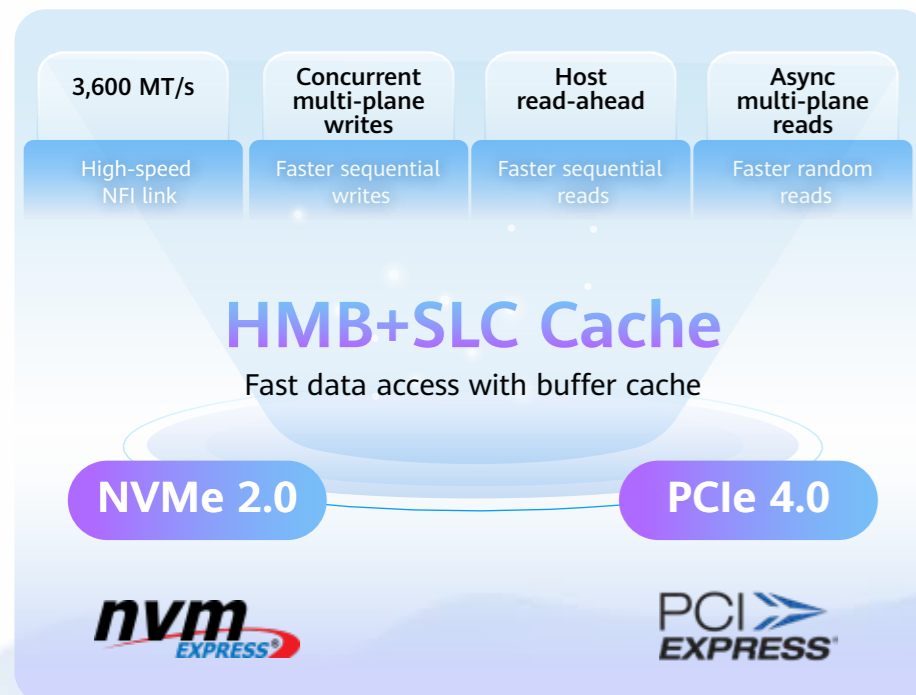 3,600 MT/s
High-speed
NFI link
Concurrent
multi-plane
writes
Faster sequential
writes
Host
read-ahead
Faster sequential
reads
Async
multi-plane
reads
Faster random
reads
HMB+SLC Cache
Fast data access with buffer cache
NVMe 2.0
PCIe 4.0
nvm
EXPRESS®
PCI
EXPRESS®